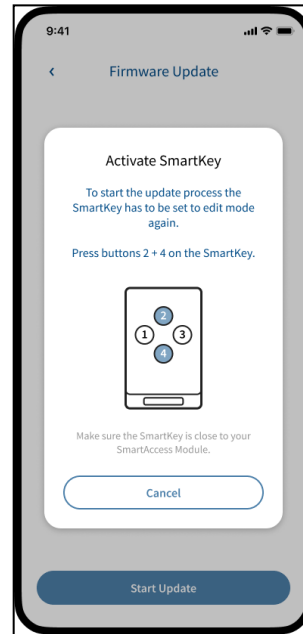 9:41
Firmware Update
Activate SmartKey
To start the update process the
SmartKey has to be set to edit mode
again.
Press buttons 2 + 4 on the SmartKey.
2
1 3
4
Make sure the SmartKey is close to your
SmartAccess Module.
Cancel
Start Update